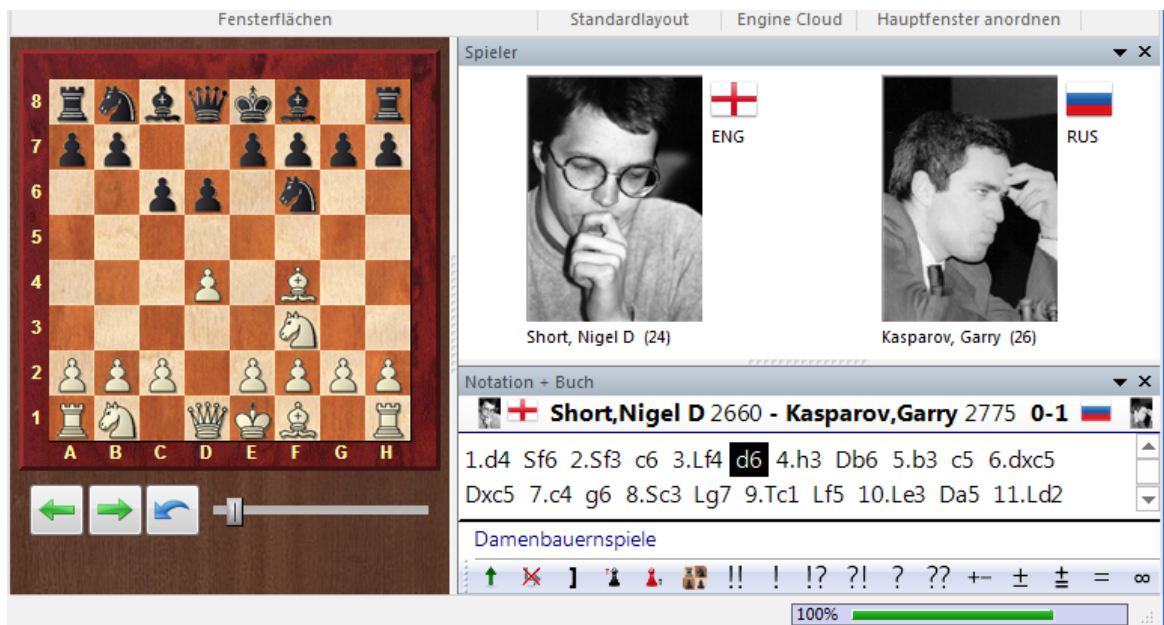 Fensterflächen Standardlayout Engine Cloud Hauptfenster anordnen
Spieler
ENG
RUS
Short, Nigel D (24)
Kasparov, Garry (26)
8
7
6
5
4
3
2
1
A B C D E F G H
Notation + Buch
Short,Nigel D 2660 - Kasparov,Garry 2775 0-1
1.d4 Sf6 2.Sf3 c6 3.Lf4 d6 4.h3 Db6 5.b3 c5 6.dxc5
Dxc5 7.c4 g6 8.Sc3 Lg7 9.Tc1 Lf5 10.Le3 Da5 11.Ld2
Damenbauernspiele
] !! ! !? ?! ? ?? +− ± ⩲ = ∞
100%